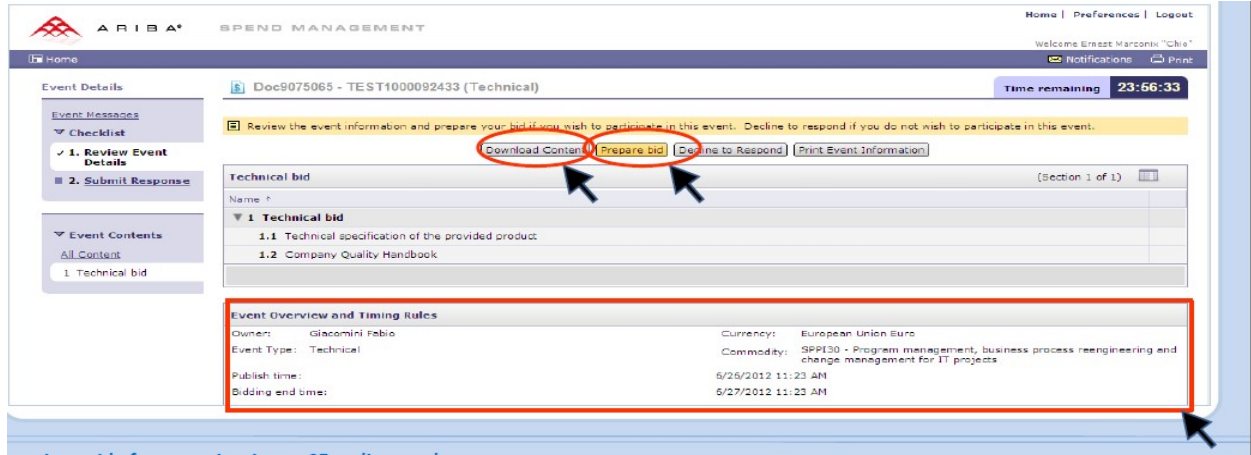 Home | Preferences | Logout
ARIBA SPEND MANAGEMENT
Welcome Ernest Marconix "Chio"
Home Notifications Print
Event Details
Doc9075065 - TEST1000092433 (Technical)
Time remaining 23:56:33
Event Messages
Checklist
1. Review Event Details
2. Submit Response
Event Contents
All Content
1 Technical bid
Review the event information and prepare your bid if you wish to participate in this event. Decline to respond if you do not wish to participate in this event.
Download Content Prepare bid Decline to Respond Print Event Information
Technical bid (Section 1 of 1)
Name ↑
1 Technical bid
1.1 Technical specification of the provided product
1.2 Company Quality Handbook
Event Overview and Timing Rules
Owner: Giacomini Fabio Currency: European Union Euro
Event Type: Technical Commodity: SPPI30 - Program management, business process reengineering and
change management for IT projects
Publish time: 6/26/2012 11:23 AM
Bidding end time: 6/27/2012 11:23 AM